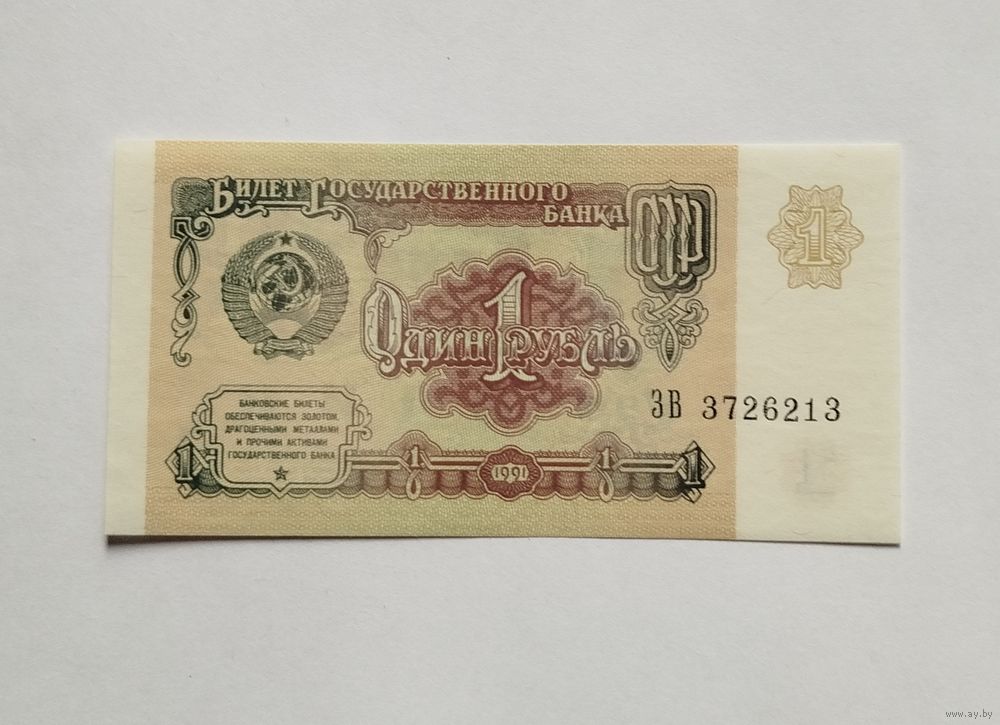 БИЛЕТ ГОСУДАРСТВЕННОГО
БАНКА СССР
1
ОДИН 1 РУБЛЬ
БАНКОВСКИЕ БИЛЕТЫ
ОБЕСПЕЧИВАЮТСЯ ЗОЛОТОМ,
ДРАГОЦЕННЫМИ МЕТАЛЛАМИ
И ПРОЧИМИ АКТИВАМИ
ГОСУДАРСТВЕННОГО БАНКА
ЗВ 3726213
1 1 1991 1 1
www.ay.by